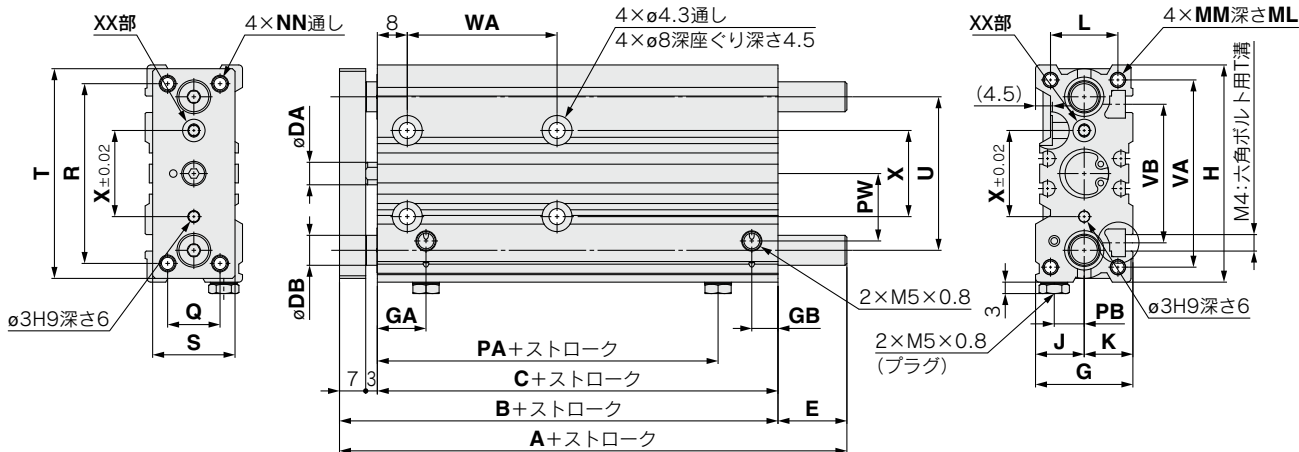 XX部
4×NN通し
T
R
X±0.02
ø3H9深さ6
Q
S
8
WA
4×ø4.3通し
4×ø8深座ぐり深さ4.5
øDA
øDB
PW
X
U
GA
GB
2×M5×0.8
PA+ストローク
7
3
C+ストローク
B+ストローク
E
A+ストローク
XX部
L
4×MM深さML
(4.5)
X±0.02
VB
VA
H
M4:六角ボルト用T溝
3
2×M5×0.8
(プラグ)
PB
J
K
G
ø3H9深さ6